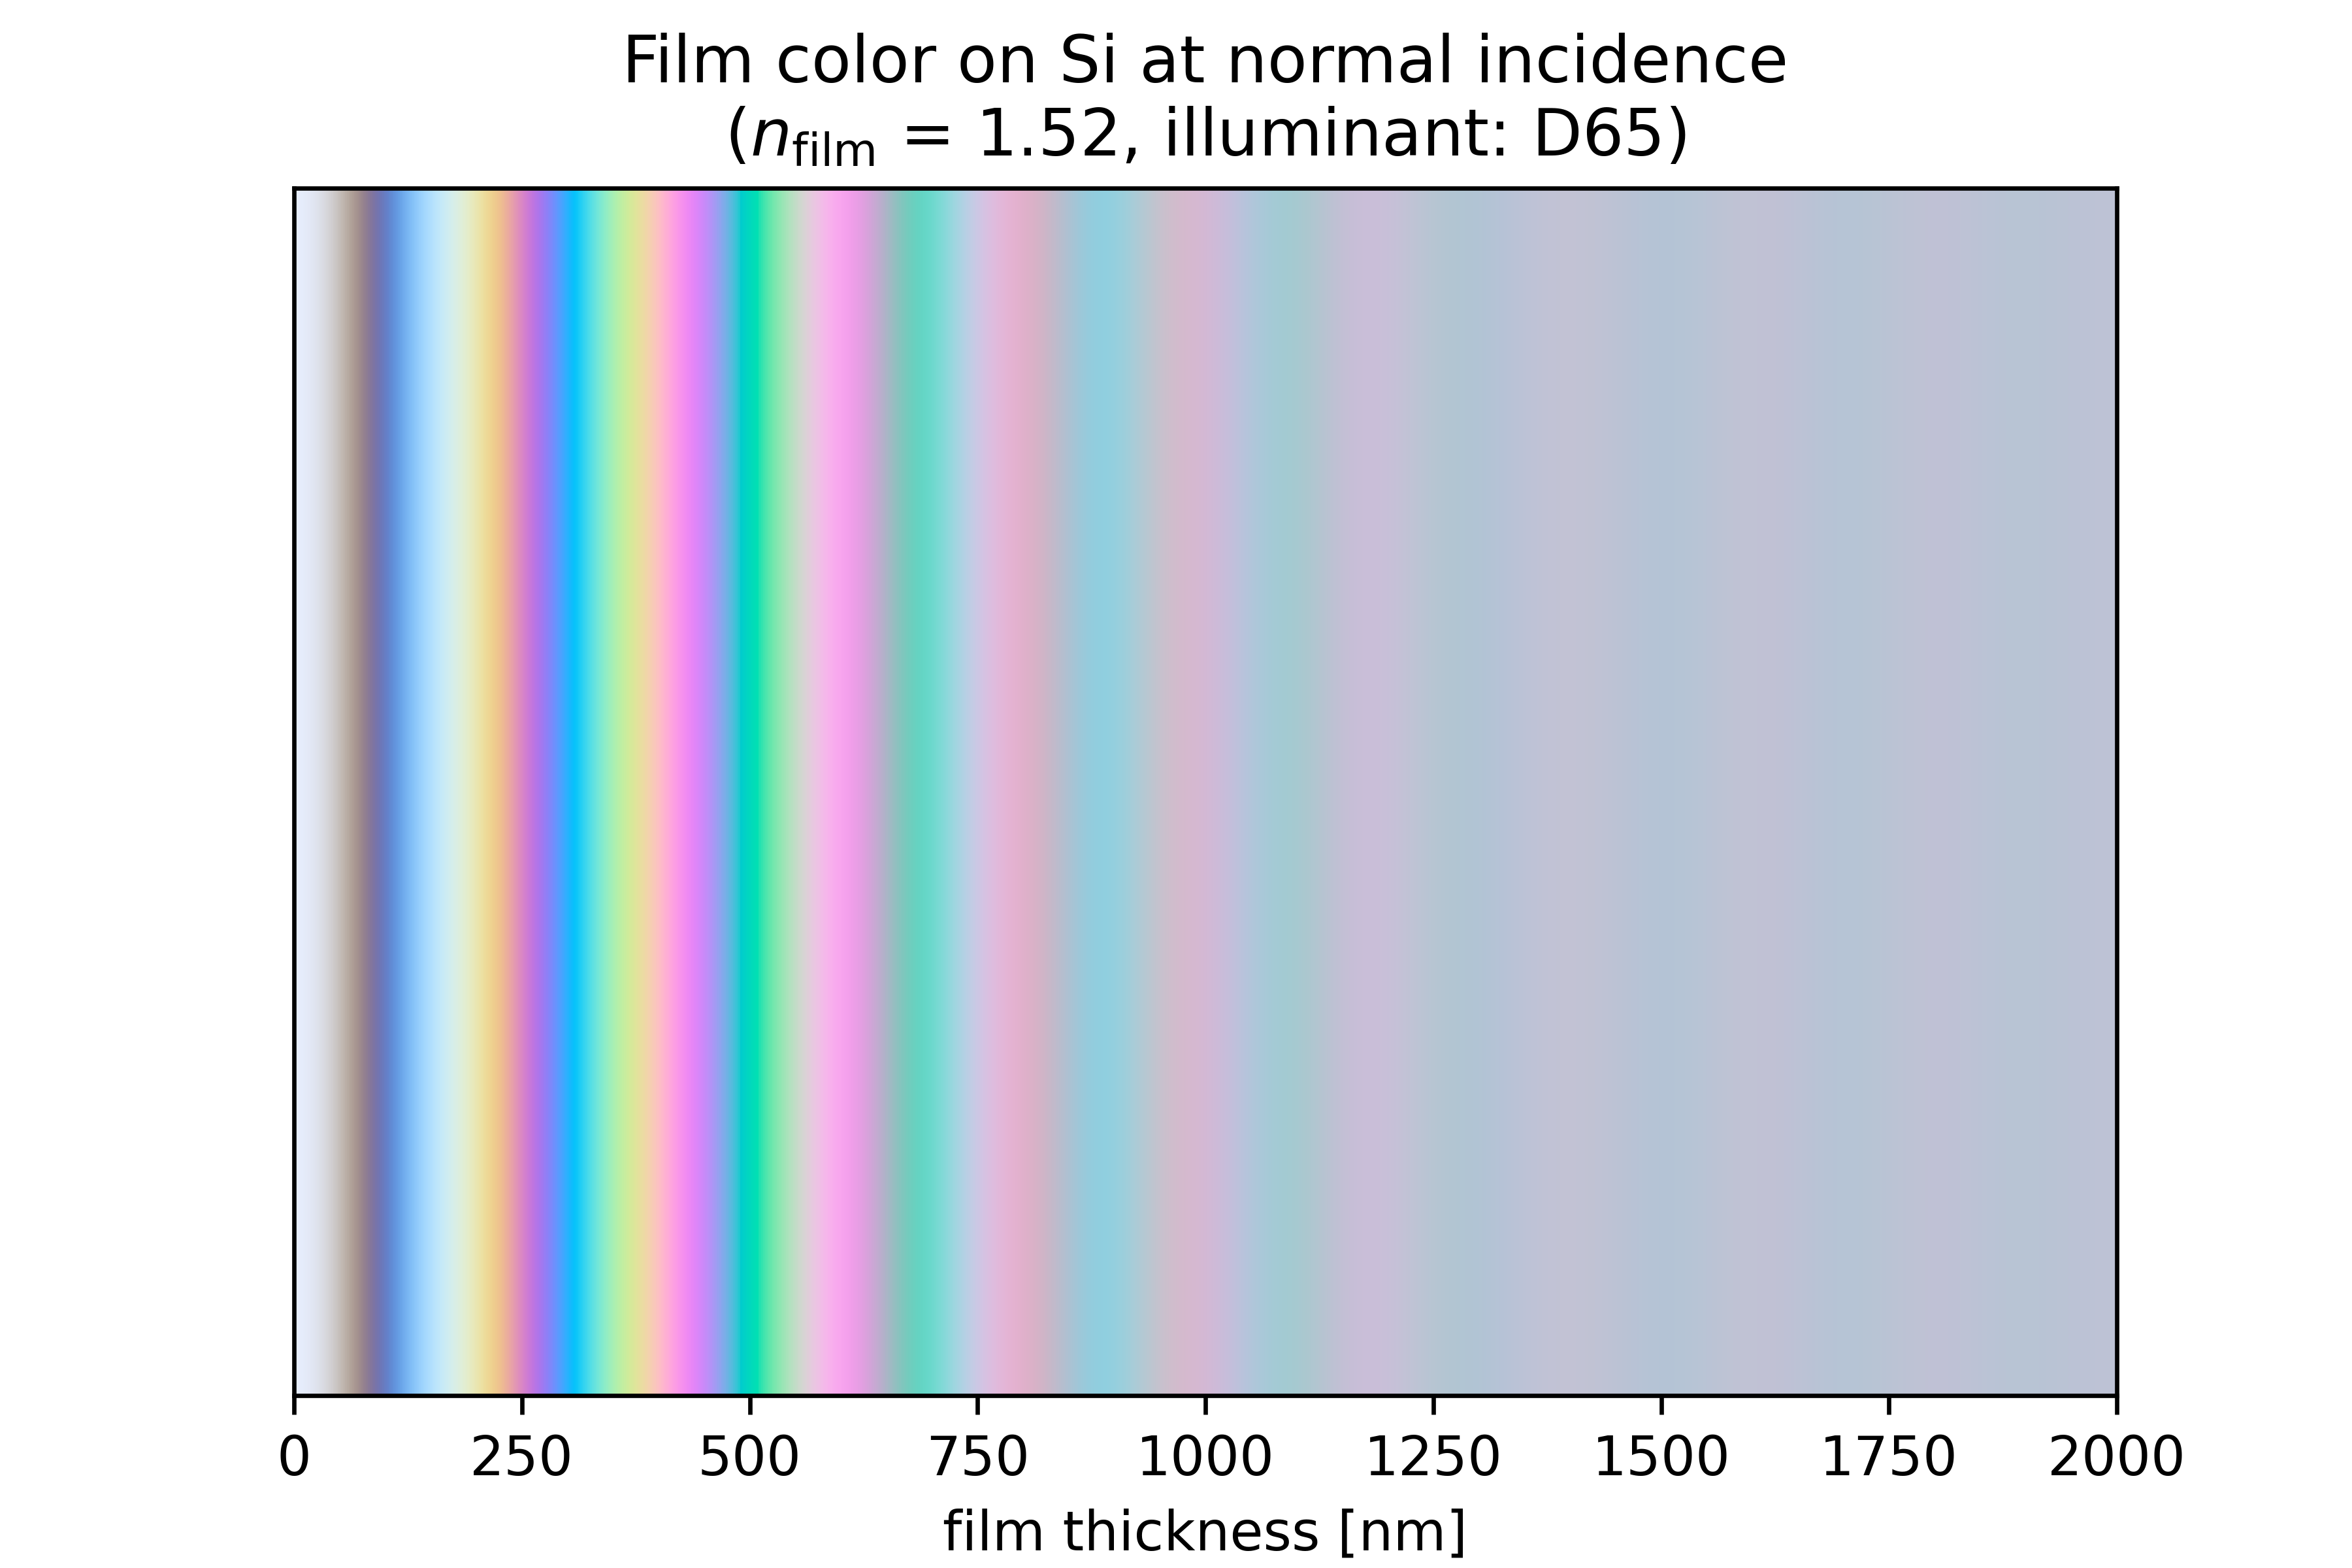 Film color on Si at normal incidence
(n_film = 1.52, illuminant: D65)
0 250 500 750 1000 1250 1500 1750 2000
film thickness [nm]